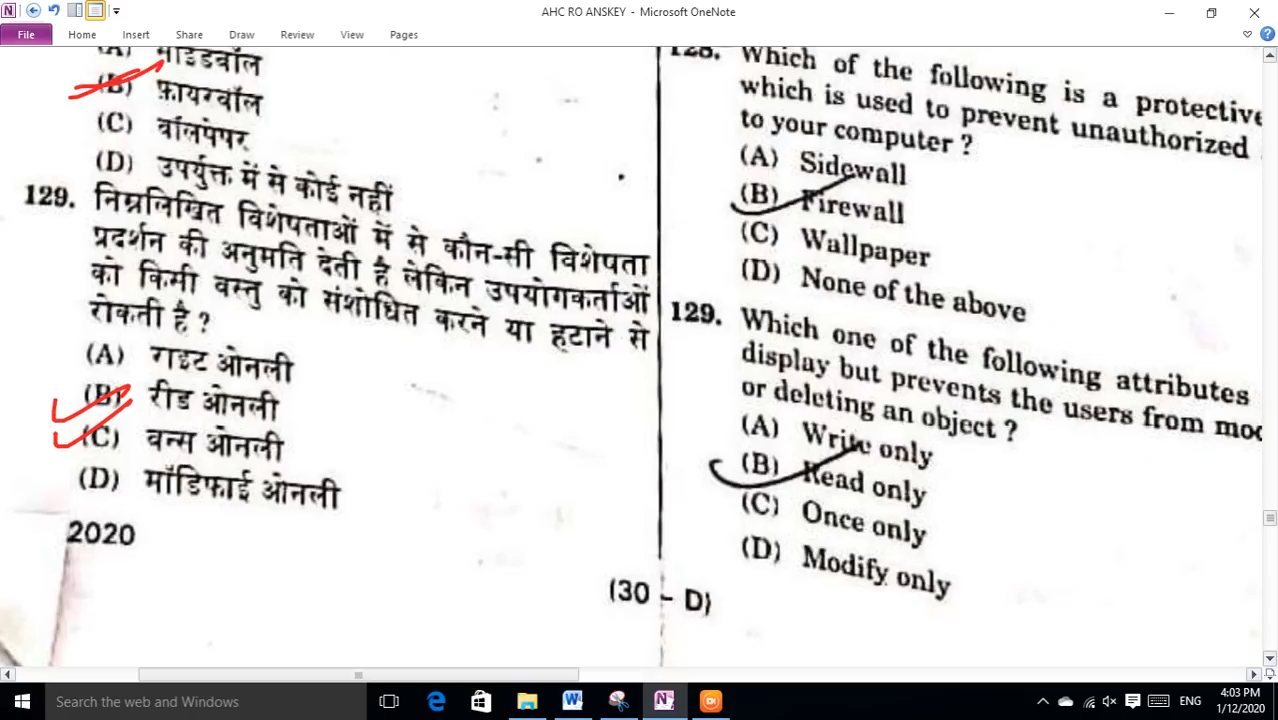 AHC RO ANSKEY - Microsoft OneNote
File Home Insert Share Draw Review View Pages
(A) साइडवॉल
(B) फ़ायरवॉल
(C) वॉलपेपर
(D) उपर्युक्त में से कोई नहीं
129. निम्नलिखित विशेषताओं में से कौन-सी विशेषता
प्रदर्शन की अनुमति देती है लेकिन उपयोगकर्ताओं
को किसी वस्तु को संशोधित करने या हटाने से
रोकती है ?
(A) राइट ओनली
(B) रीड ओनली
(C) वन्स ओनली
(D) मॉडिफाई ओनली
2020
128. Which of the following is a protective
which is used to prevent unauthorized
to your computer ?
(A) Sidewall
(B) Firewall
(C) Wallpaper
(D) None of the above
129. Which one of the following attributes
display but prevents the users from mod
or deleting an object ?
(A) Write only
(B) Read only
(C) Once only
(D) Modify only
(30 – D)
Search the web and Windows
ENG
4:03 PM
1/12/2020